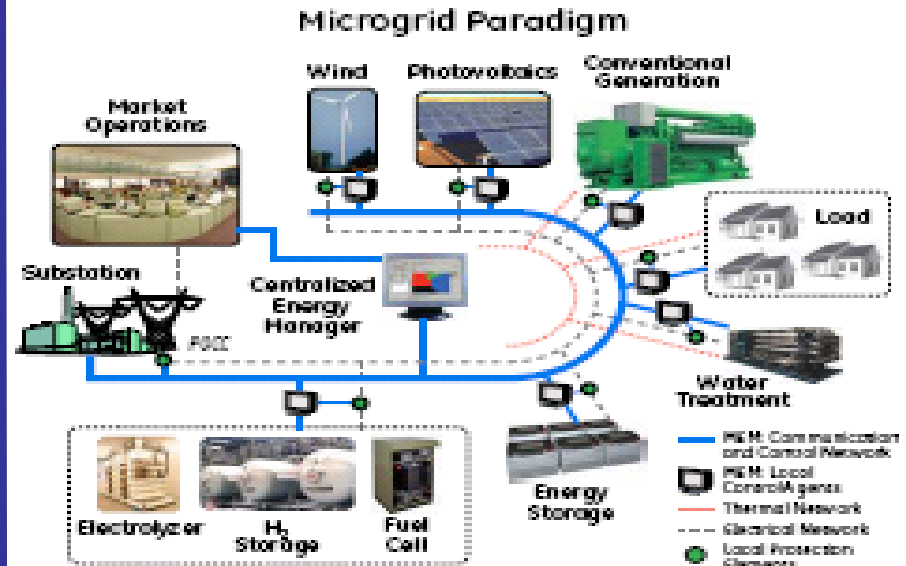 Microgrid Paradigm
Wind
Photovoltaics
Conventional
Generation
Market
Operations
Load
Substation
Centralized
Energy
Manager
Water
Treatment
Energy
Storage
Electrolyzer
H2
Storage
Fuel
Cell
MEM: Communication
and Control Network
MEM: Local
Control Agents
Thermal Network
Electrical Network
Local Protection
Elements